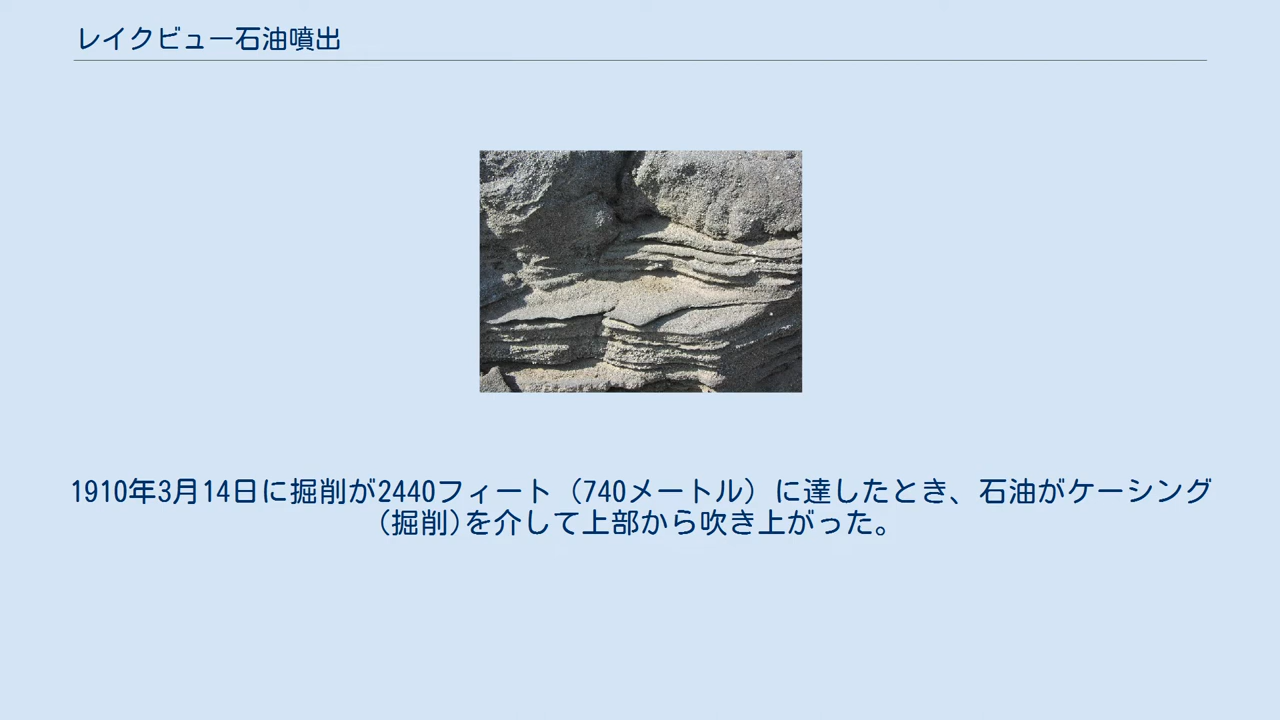 レイクビュー石油噴出
1910年3月14日に掘削が2440フィート（740メートル）に達したとき、石油がケーシング
(掘削)を介して上部から吹き上がった。